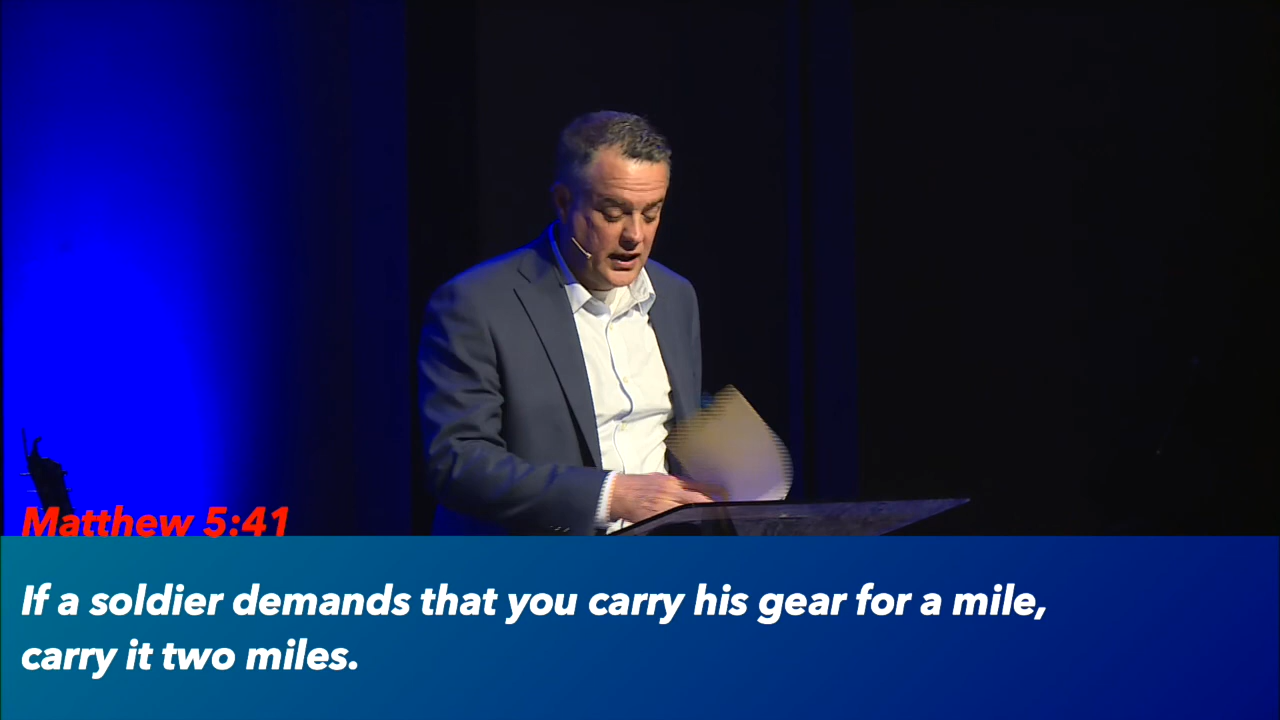 Matthew 5:41
If a soldier demands that you carry his gear for a mile,
carry it two miles.